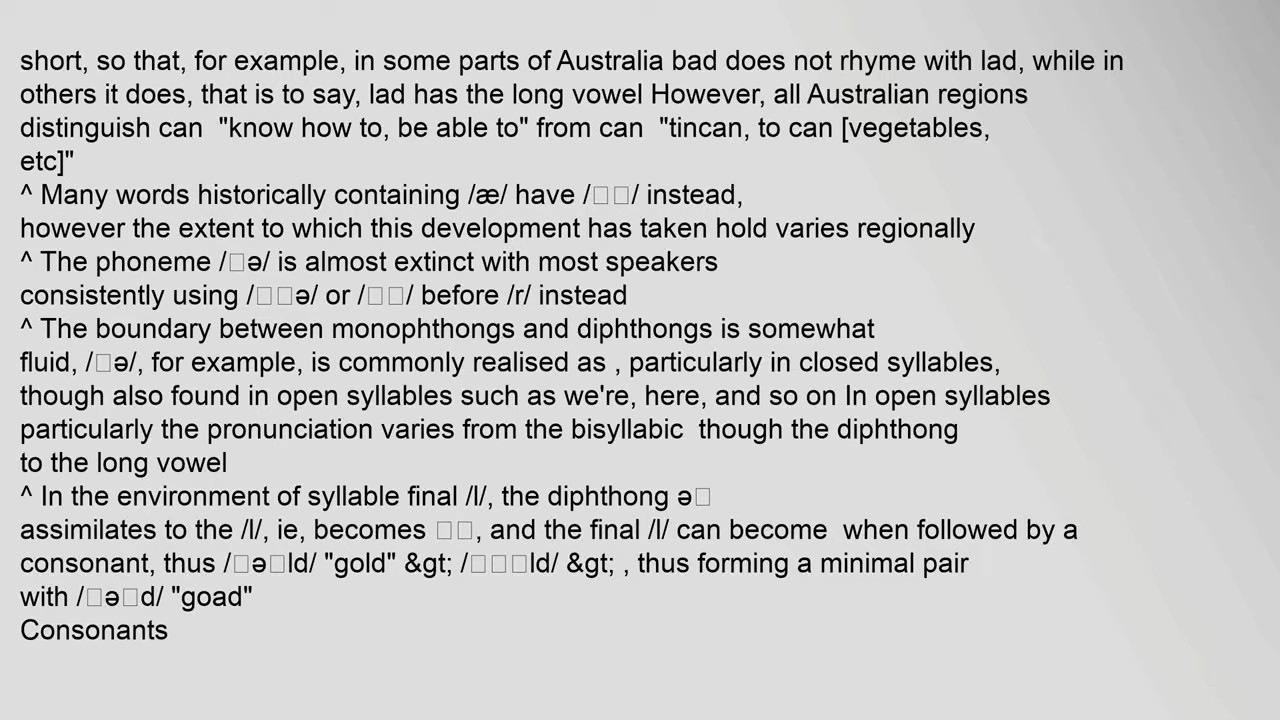 short, so that, for example, in some parts of Australia bad does not rhyme with lad, while in
others it does, that is to say, lad has the long vowel However, all Australian regions
distinguish can  "know how to, be able to" from can  "tincan, to can [vegetables,
etc]"
^ Many words historically containing /æ/ have /□□/ instead,
however the extent to which this development has taken hold varies regionally
^ The phoneme /□ə/ is almost extinct with most speakers
consistently using /□□ə/ or /□□/ before /r/ instead
^ The boundary between monophthongs and diphthongs is somewhat
fluid, /□ə/, for example, is commonly realised as , particularly in closed syllables,
though also found in open syllables such as we're, here, and so on In open syllables
particularly the pronunciation varies from the bisyllabic  though the diphthong
to the long vowel
^ In the environment of syllable final /l/, the diphthong ə□
assimilates to the /l/, ie, becomes □□, and the final /l/ can become  when followed by a
consonant, thus /□ə□ld/ "gold" &gt; /□□□ld/ &gt; , thus forming a minimal pair
with /□ə□d/ "goad"
Consonants